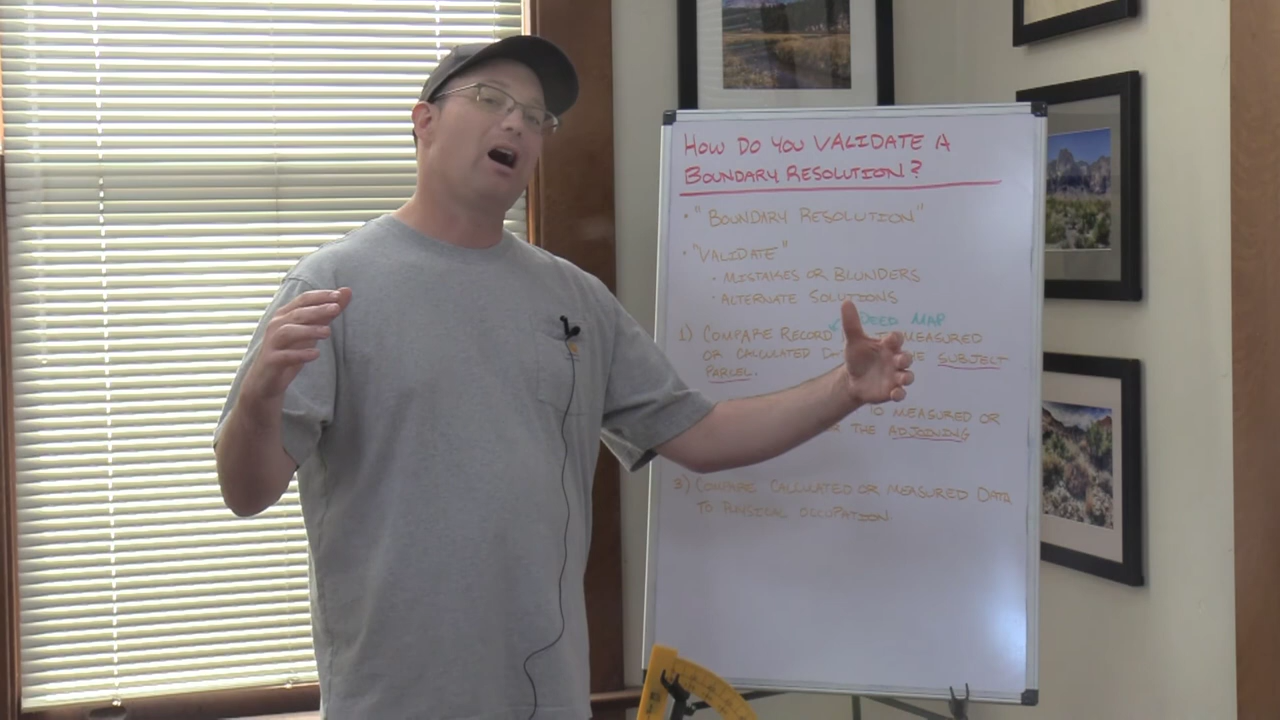 HOW DO YOU VALIDATE A
BOUNDARY RESOLUTION?
• "BOUNDARY RESOLUTION"
• "VALIDATE"
• MISTAKES OR BLUNDERS
• ALTERNATE SOLUTIONS
DEED MAP
1) COMPARE RECORD MEASURED
OR CALCULATED SUBJECT
PARCEL.
TO MEASURED OR
THE ADJOINING
3) COMPARE CALCULATED OR MEASURED DATA
TO PHYSICAL OCCUPATION